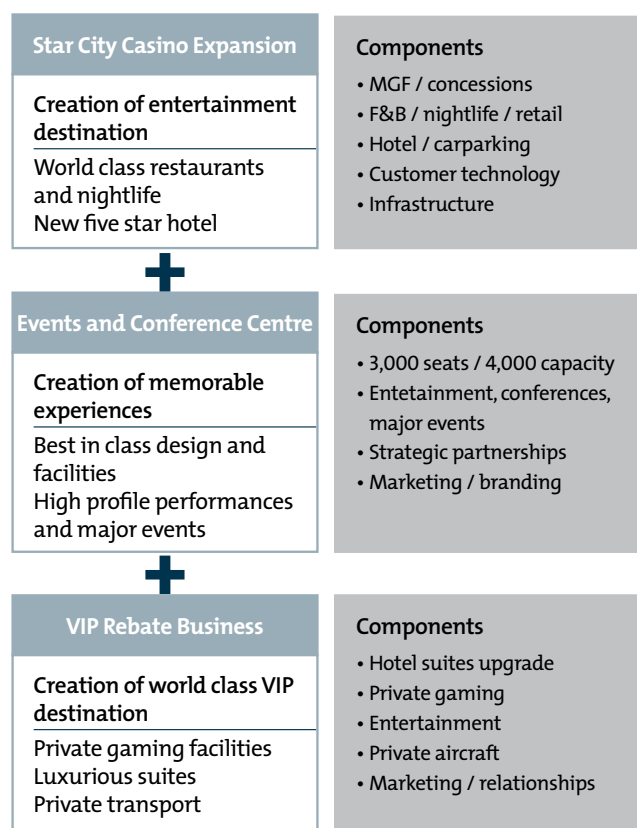 Star City Casino Expansion
Creation of entertainment
destination
World class restaurants
and nightlife
New five star hotel
Components
• MGF / concessions
• F&B / nightlife / retail
• Hotel / carparking
• Customer technology
• Infrastructure
+
Events and Conference Centre
Creation of memorable
experiences
Best in class design and
facilities
High profile performances
and major events
Components
• 3,000 seats / 4,000 capacity
• Entetainment, conferences,
major events
• Strategic partnerships
• Marketing / branding
+
VIP Rebate Business
Creation of world class VIP
destination
Private gaming facilities
Luxurious suites
Private transport
Components
• Hotel suites upgrade
• Private gaming
• Entertainment
• Private aircraft
• Marketing / relationships